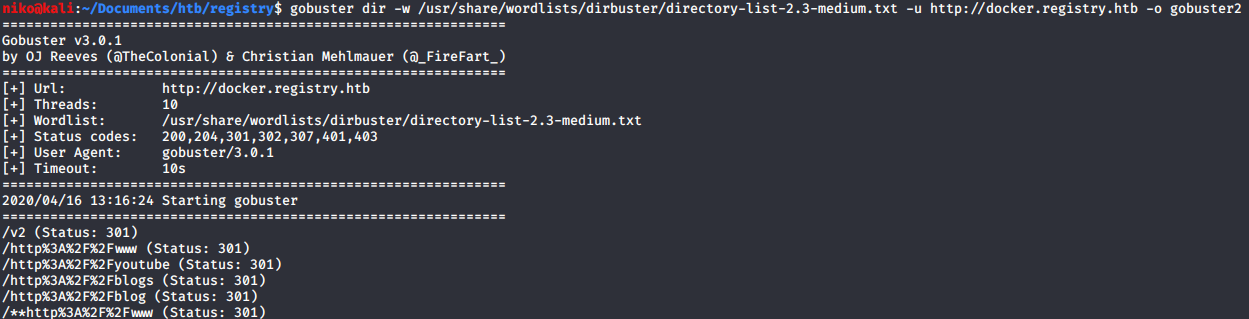 niko@kali:~/Documents/htb/registry$ gobuster dir -w /usr/share/wordlists/dirbuster/directory-list-2.3-medium.txt -u http://docker.registry.htb -o gobuster2
===============================================================
Gobuster v3.0.1
by OJ Reeves (@TheColonial) & Christian Mehlmauer (@_FireFart_)
===============================================================
[+] Url:            http://docker.registry.htb
[+] Threads:        10
[+] Wordlist:       /usr/share/wordlists/dirbuster/directory-list-2.3-medium.txt
[+] Status codes:   200,204,301,302,307,401,403
[+] User Agent:     gobuster/3.0.1
[+] Timeout:        10s
===============================================================
2020/04/16 13:16:24 Starting gobuster
===============================================================
/v2 (Status: 301)
/http%3A%2F%2Fwww (Status: 301)
/http%3A%2F%2Fyoutube (Status: 301)
/http%3A%2F%2Fblogs (Status: 301)
/http%3A%2F%2Fblog (Status: 301)
/**http%3A%2F%2Fwww (Status: 301)